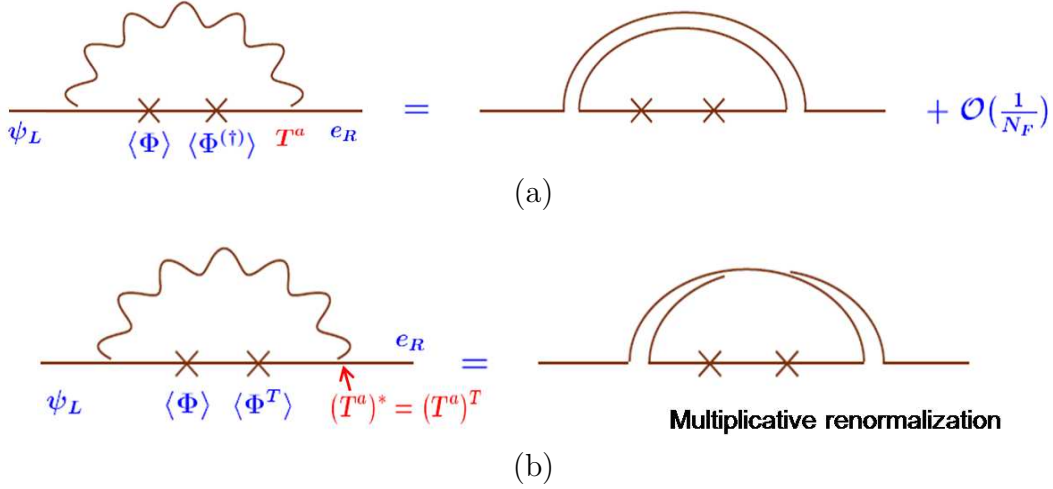 = + 𝒪(1/N_F)
ψ_L ⟨Φ⟩ ⟨Φ^(†)⟩ T^a e_R
(a)
e_R =
ψ_L ⟨Φ⟩ ⟨Φ^T⟩ (T^a)* = (T^a)^T
Multiplicative renormalization
(b)